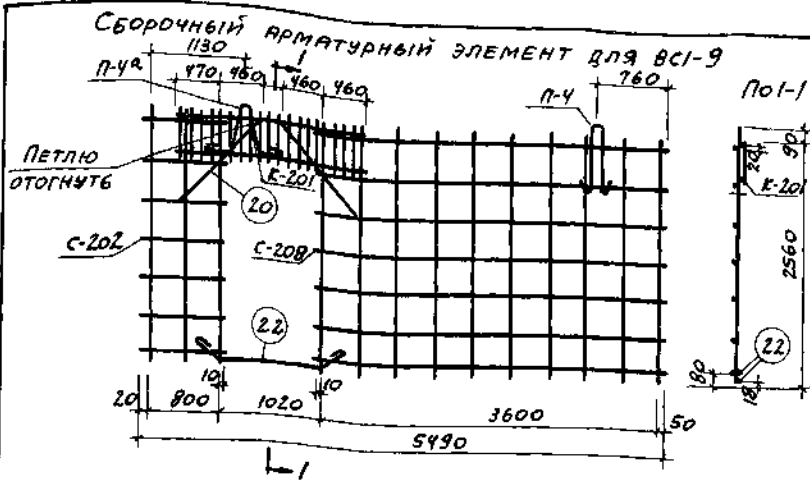 Сборочный арматурный элемент для ВС1-9
1130
1
П-4а
470 460 460 460
П-4
760
По 1-1
Петлю
отогнуть
К-201
20
С-202
С-208
22
10
10
20 800 1020 3600 50
5490
1
90
20
К-201
2560
22
80
18